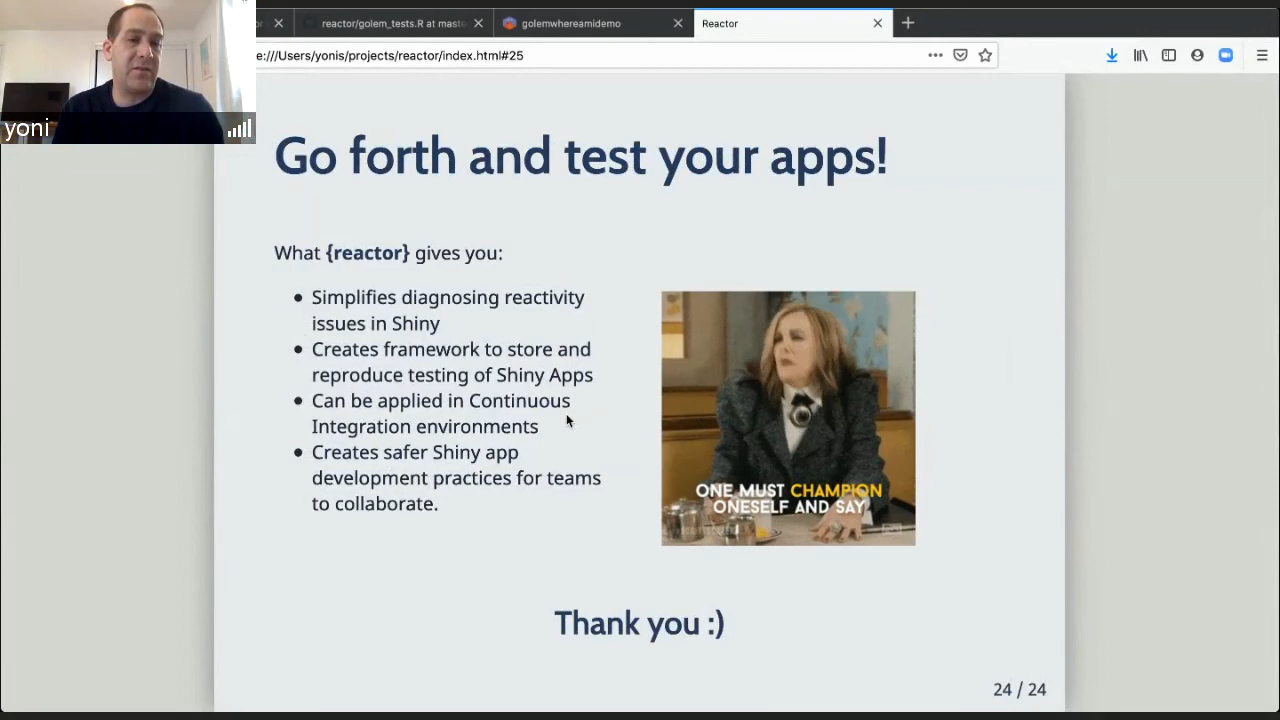 reactor/golem_tests.R at mast
golemwhereamidemo
Reactor
e:///Users/yonis/projects/reactor/index.html#25
yoni
Go forth and test your apps!
What {reactor} gives you:
Simplifies diagnosing reactivity
issues in Shiny
Creates framework to store and
reproduce testing of Shiny Apps
Can be applied in Continuous
Integration environments
Creates safer Shiny app
development practices for teams
to collaborate.
ONE MUST CHAMPION
ONESELF AND SAY
Thank you :)
24 / 24